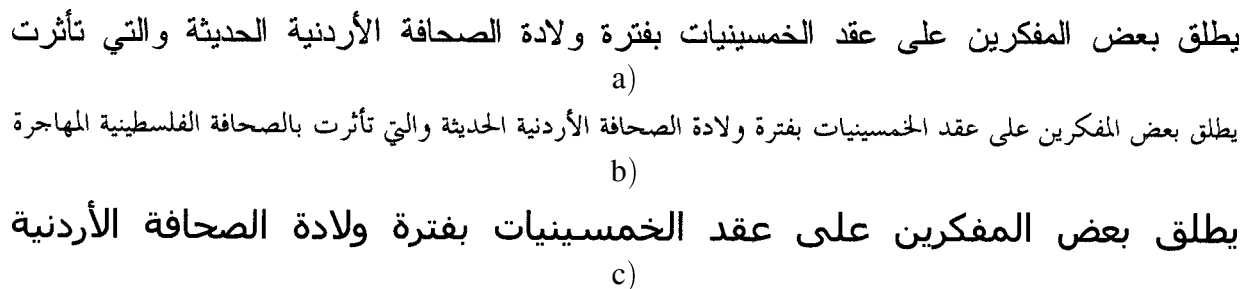 يطلق بعض المفكرين على عقد الخمسينيات بفترة ولادة الصحافة الأردنية الحديثة والتي تأثرت
a)
يطلق بعض المفكرين على عقد الخمسينيات بفترة ولادة الصحافة الأردنية الحديثة والتي تأثرت بالصحافة الفلسطينية المهاجرة
b)
يطلق بعض المفكرين على عقد الخمسينيات بفترة ولادة الصحافة الأردنية
c)